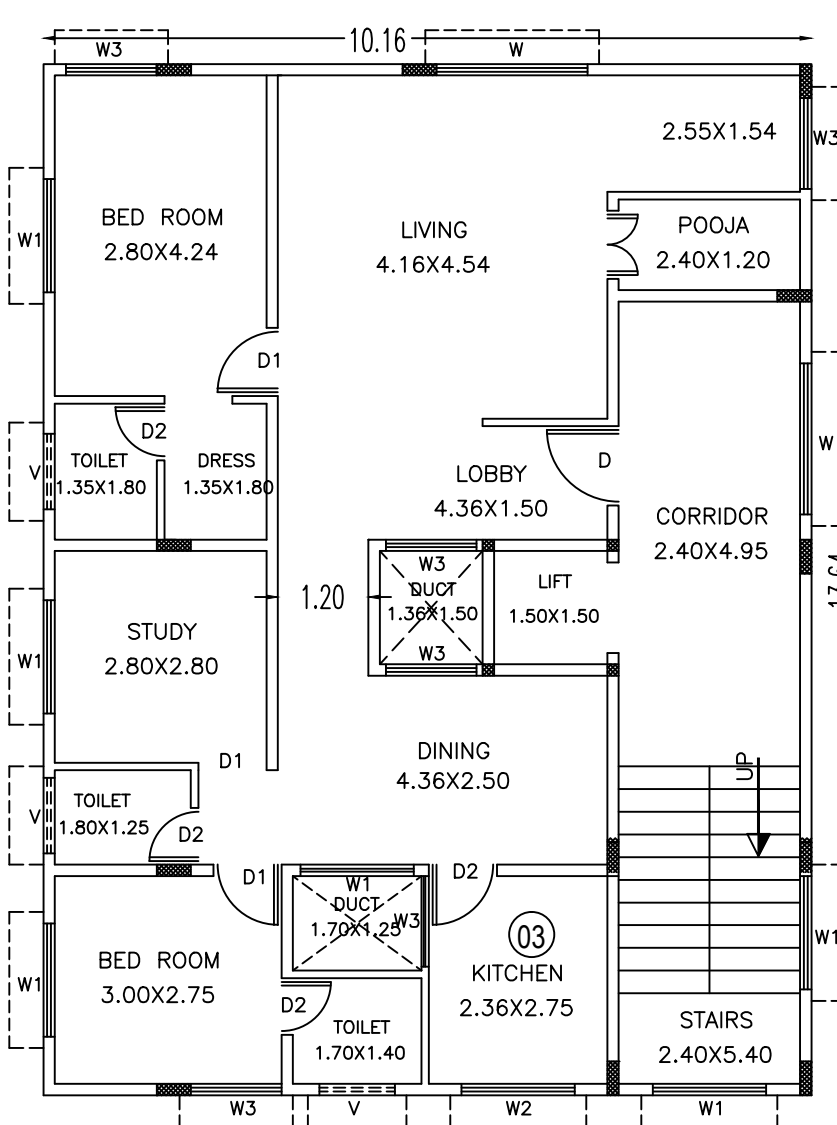 10.16
W3
W
2.55X1.54
W3
BED ROOM
2.80X4.24
W1
LIVING
4.16X4.54
POOJA
2.40X1.20
D1
D2
V
TOILET
1.35X1.80
DRESS
1.35X1.80
LOBBY
4.36X1.50
D
W
CORRIDOR
2.40X4.95
W3
DUCT
1.36X1.50
W3
LIFT
1.50X1.50
1.20
STUDY
2.80X2.80
W1
D1
DINING
4.36X2.50
UP
TOILET
1.80X1.25
V
D2
D1
W1
DUCT
1.70X1.25
W3
D2
03
KITCHEN
2.36X2.75
W1
BED ROOM
3.00X2.75
W1
D2
TOILET
1.70X1.40
STAIRS
2.40X5.40
W3
V
W2
W1